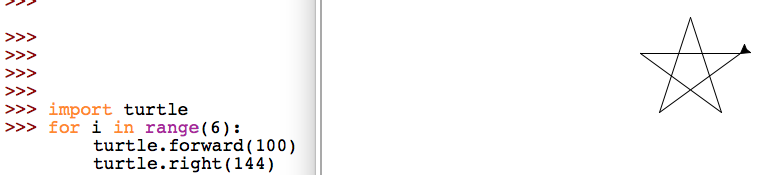 >>>
>>>
>>>
>>>
>>>
>>> import turtle
>>> for i in range(6):
        turtle.forward(100)
        turtle.right(144)